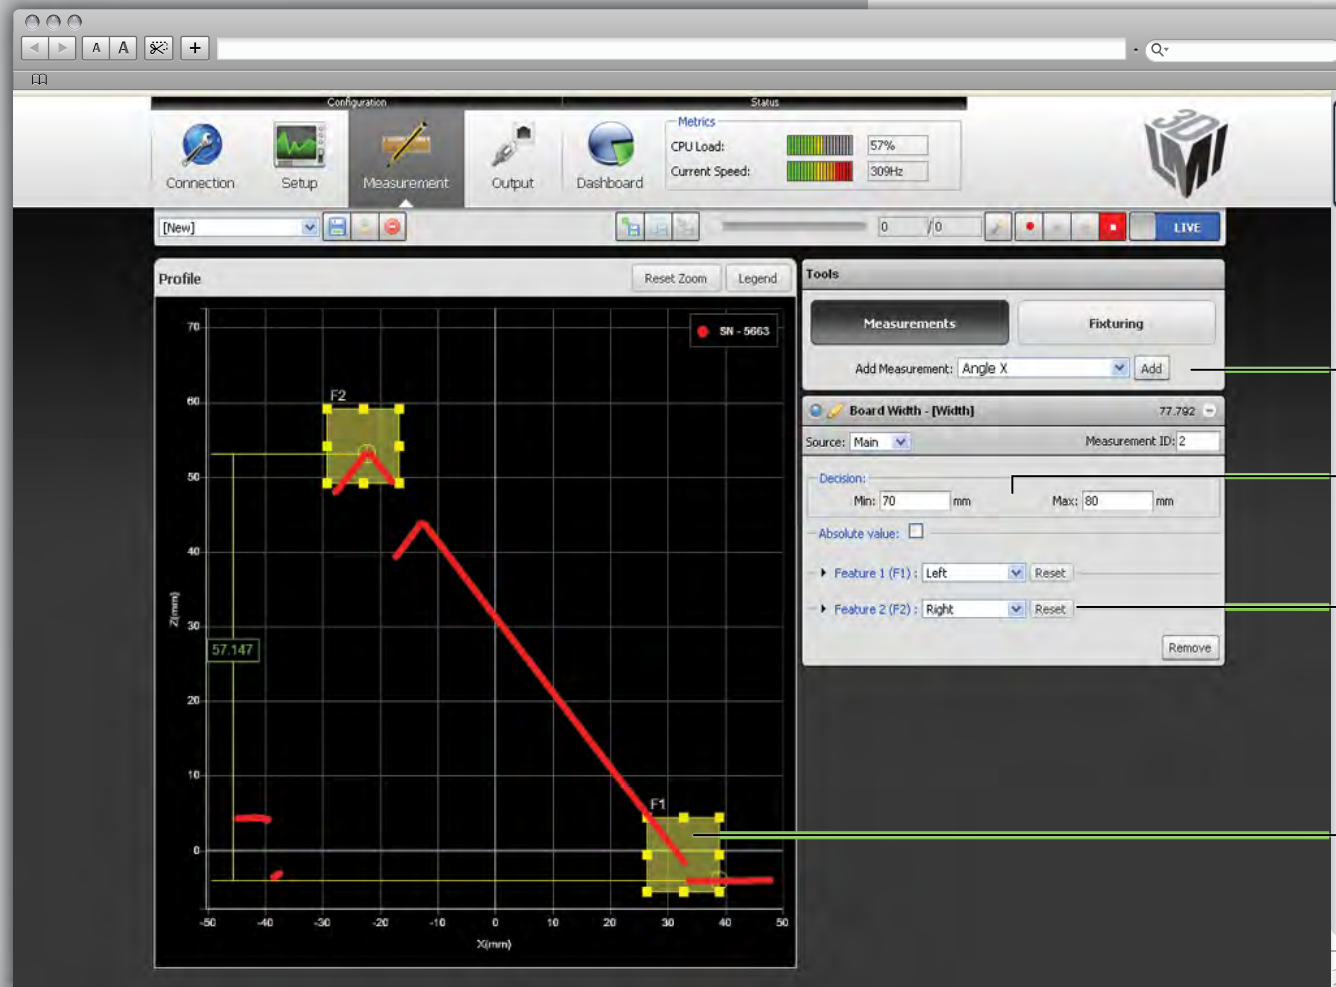 A A +
Configuration Status
Connection Setup Measurement Output Dashboard
Metrics
CPU Load: 57%
Current Speed: 309Hz
3D
LMI
[New] 0 /0 LIVE
Profile Reset Zoom Legend
SN - 5663
F2
F1
57.147
70
60
50
40
30
20
10
0
Z(mm)
-50 -40 -30 -20 -10 0 10 20 30 40 50
X(mm)
Tools
Measurements Fixturing
Add Measurement: Angle X Add
Board Width - [Width] 77.792
Source: Main Measurement ID: 2
Decision:
Min: 70 mm Max: 80 mm
Absolute value:
Feature 1 (F1) : Left Reset
Feature 2 (F2) : Right Reset
Remove